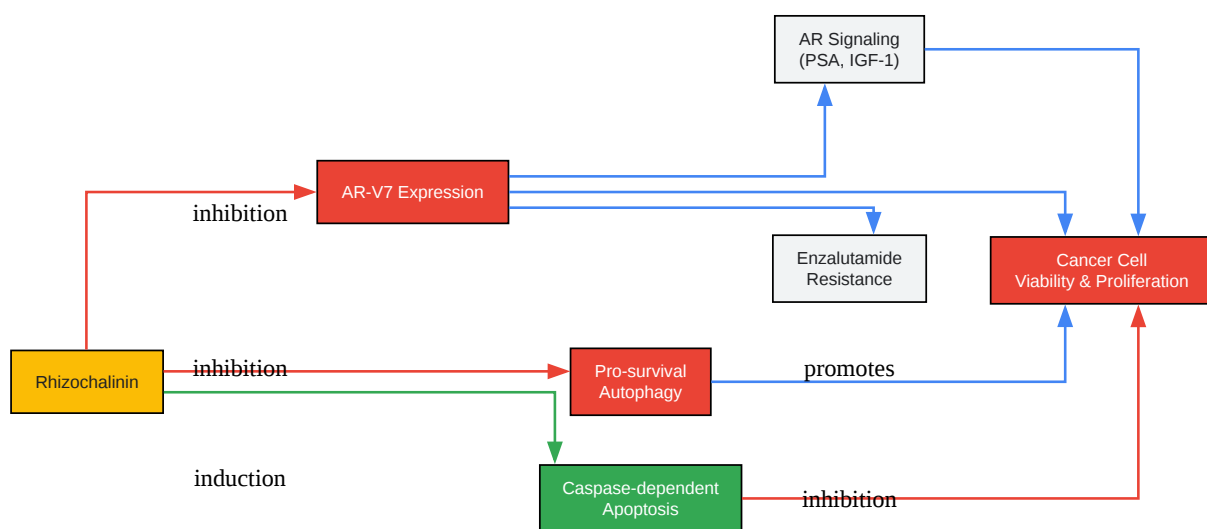 AR Signaling
(PSA, IGF-1)
AR-V7 Expression
inhibition
Enzalutamide
Resistance
Cancer Cell
Viability & Proliferation
Rhizochalinin
inhibition
Pro-survival
Autophagy
promotes
induction
Caspase-dependent
Apoptosis
inhibition